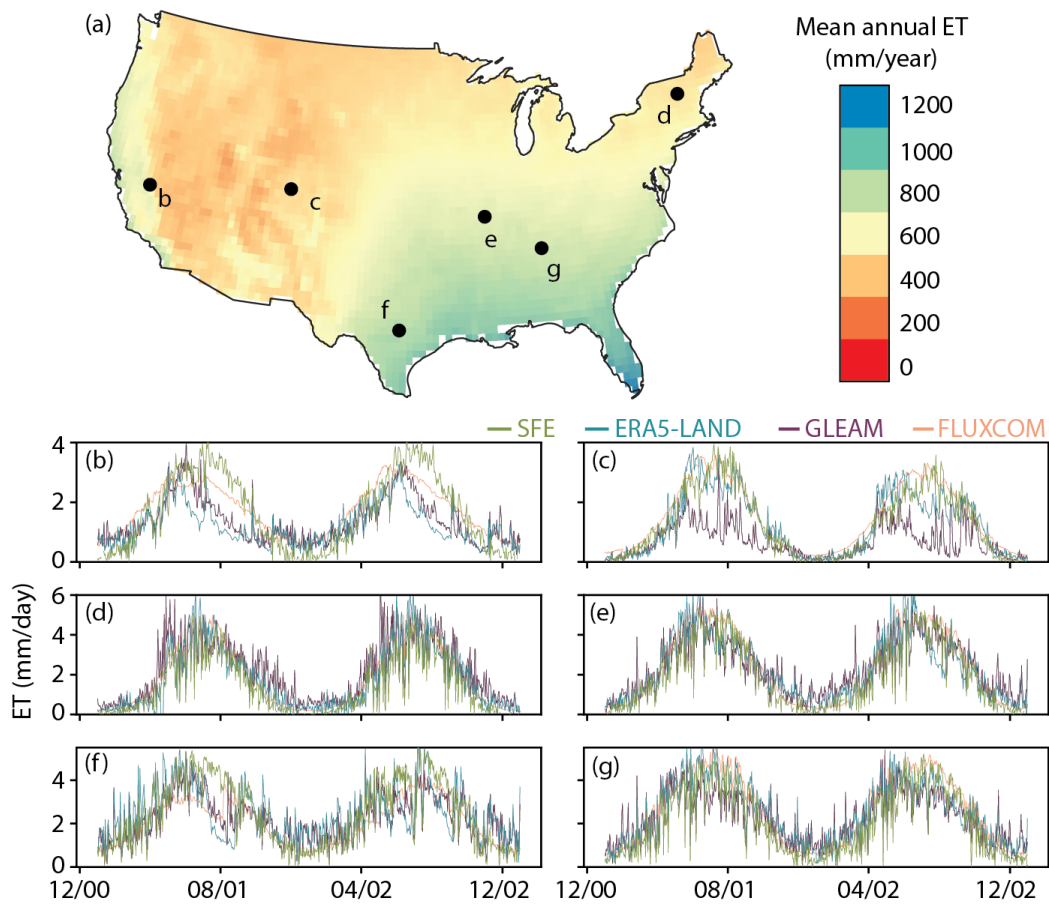 (a)
Mean annual ET
(mm/year)
1200
1000
800
600
400
200
0
b
c
d
e
g
f
SFE ERA5-LAND GLEAM FLUXCOM
ET (mm/day)
4
2
0
(b)
(c)
6
4
2
0
(d)
(e)
4
2
0
(f)
(g)
12/00 08/01 04/02 12/02
12/00 08/01 04/02 12/02